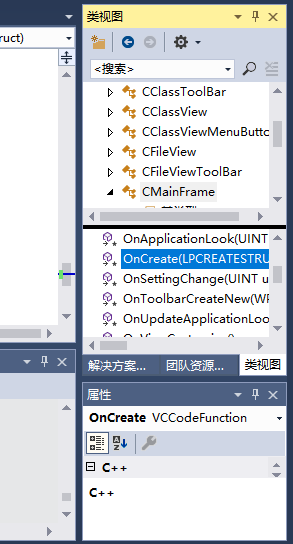 ruct)
类视图
<搜索>
CClassToolBar
CClassView
CClassViewMenuButto
CFileView
CFileViewToolBar
CMainFrame
OnApplicationLook(UINT
OnCreate(LPCREATESTRU
OnSettingChange(UINT u
OnToolbarCreateNew(WP
OnUpdateApplicationLoo
解决方案... 团队资源... 类视图
属性
OnCreate VCCodeFunction
C++
C++